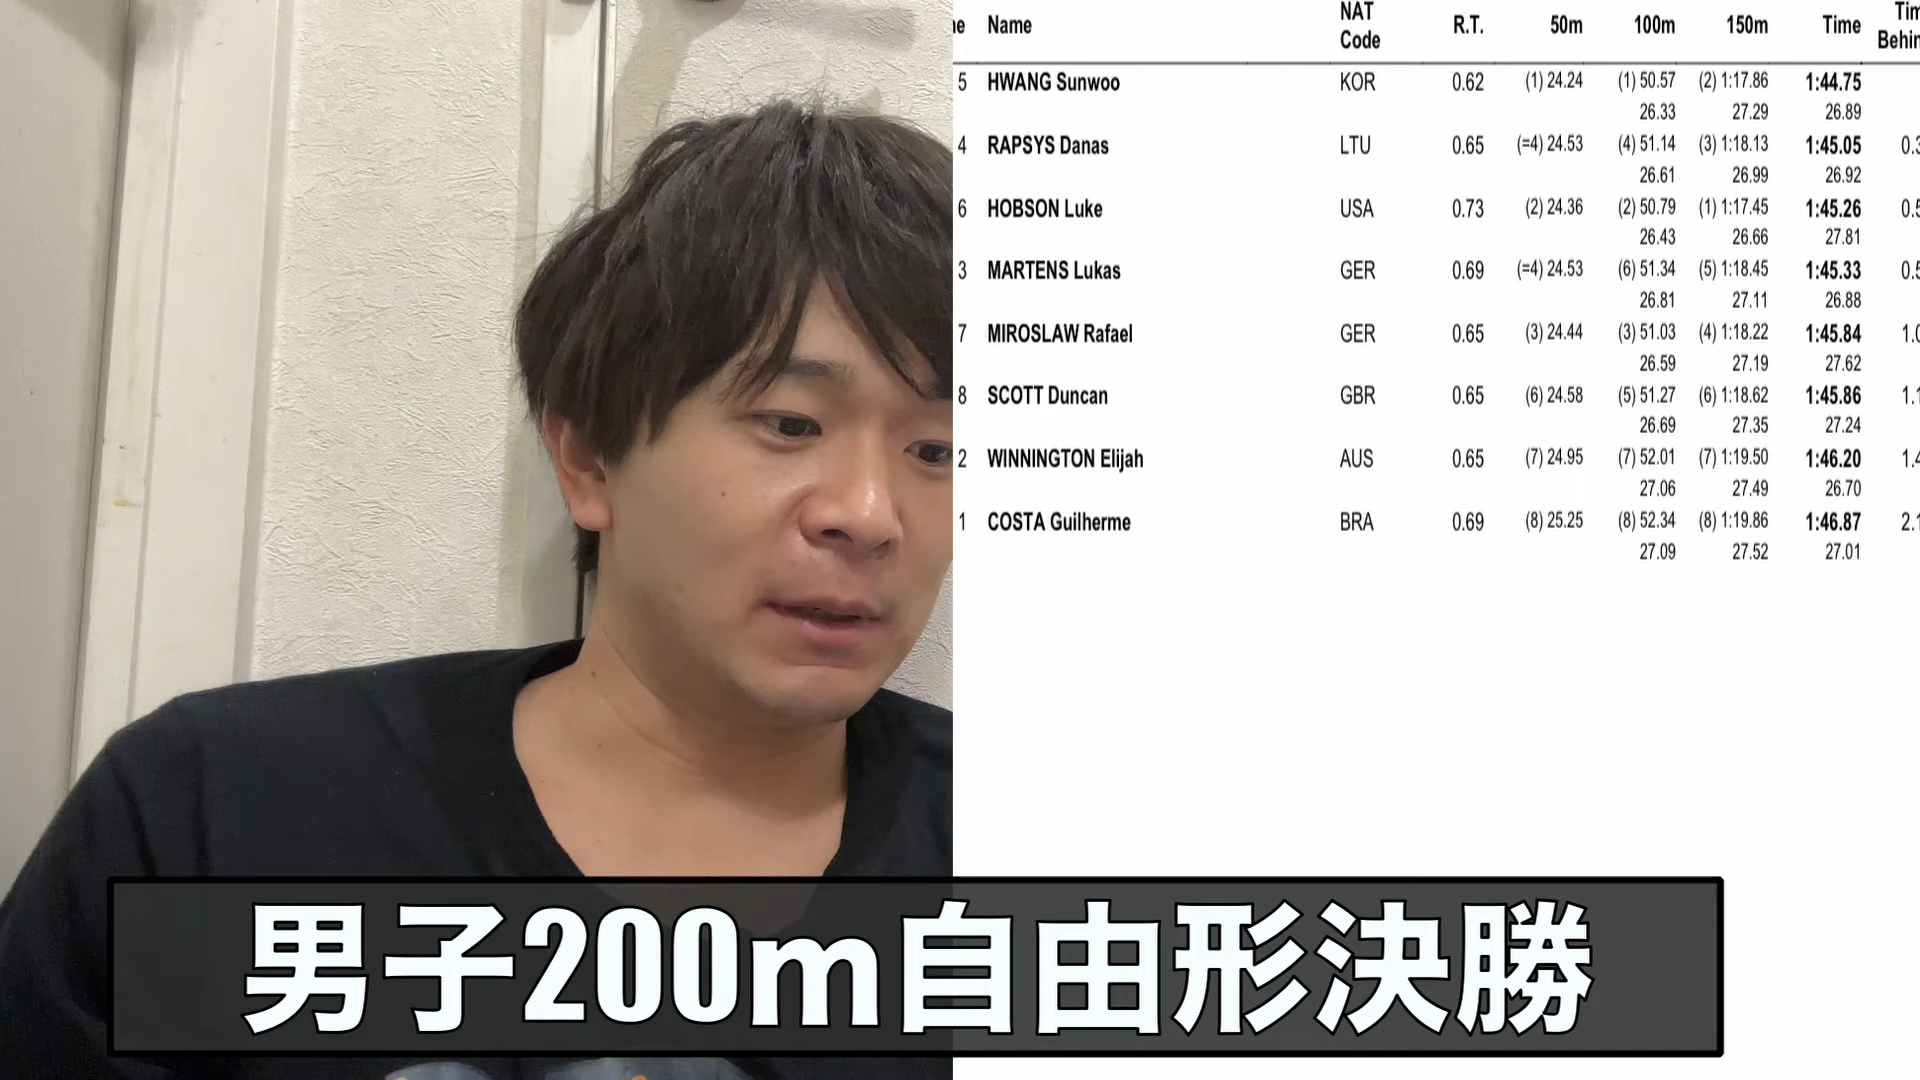 Name NAT Code R.T. 50m 100m 150m Time
5 HWANG Sunwoo KOR 0.62 (1) 24.24 (1) 50.57 (2) 1:17.86 1:44.75
26.33 27.29 26.89
4 RAPSYS Danas LTU 0.65 (=4) 24.53 (4) 51.14 (3) 1:18.13 1:45.05
26.61 26.99 26.92
6 HOBSON Luke USA 0.73 (2) 24.36 (2) 50.79 (1) 1:17.45 1:45.26
26.43 26.66 27.81
3 MARTENS Lukas GER 0.69 (=4) 24.53 (6) 51.34 (5) 1:18.45 1:45.33
26.81 27.11 26.88
7 MIROSLAW Rafael GER 0.65 (3) 24.44 (3) 51.03 (4) 1:18.22 1:45.84
26.59 27.19 27.62
8 SCOTT Duncan GBR 0.65 (6) 24.58 (5) 51.27 (6) 1:18.62 1:45.86
26.69 27.35 27.24
2 WINNINGTON Elijah AUS 0.65 (7) 24.95 (7) 52.01 (7) 1:19.50 1:46.20
27.06 27.49 26.70
1 COSTA Guilherme BRA 0.69 (8) 25.25 (8) 52.34 (8) 1:19.86 1:46.87
27.09 27.52 27.01
男子200m自由形決勝